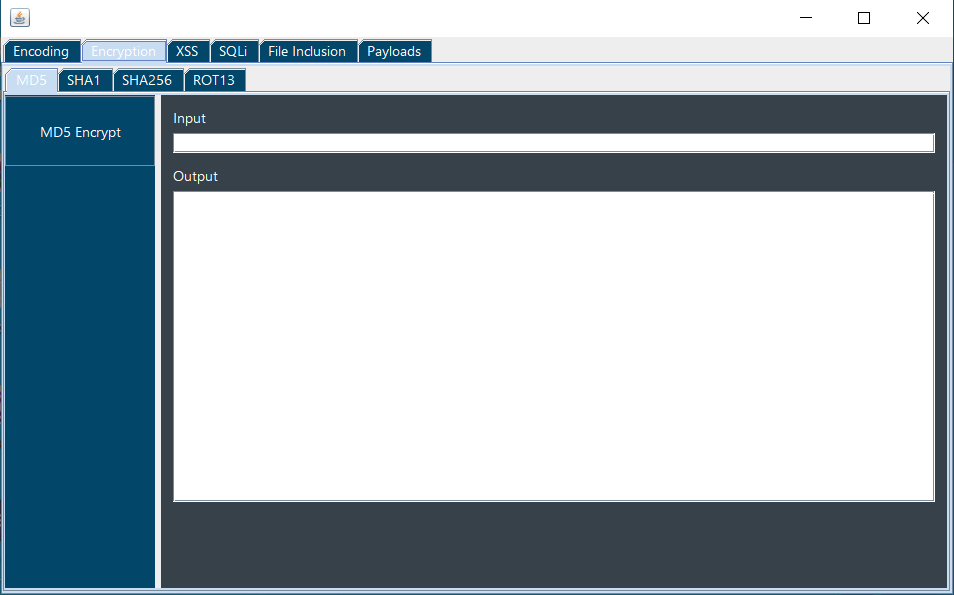 Encoding Encryption XSS SQLi File Inclusion Payloads
MD5 SHA1 SHA256 ROT13
MD5 Encrypt
Input
Output